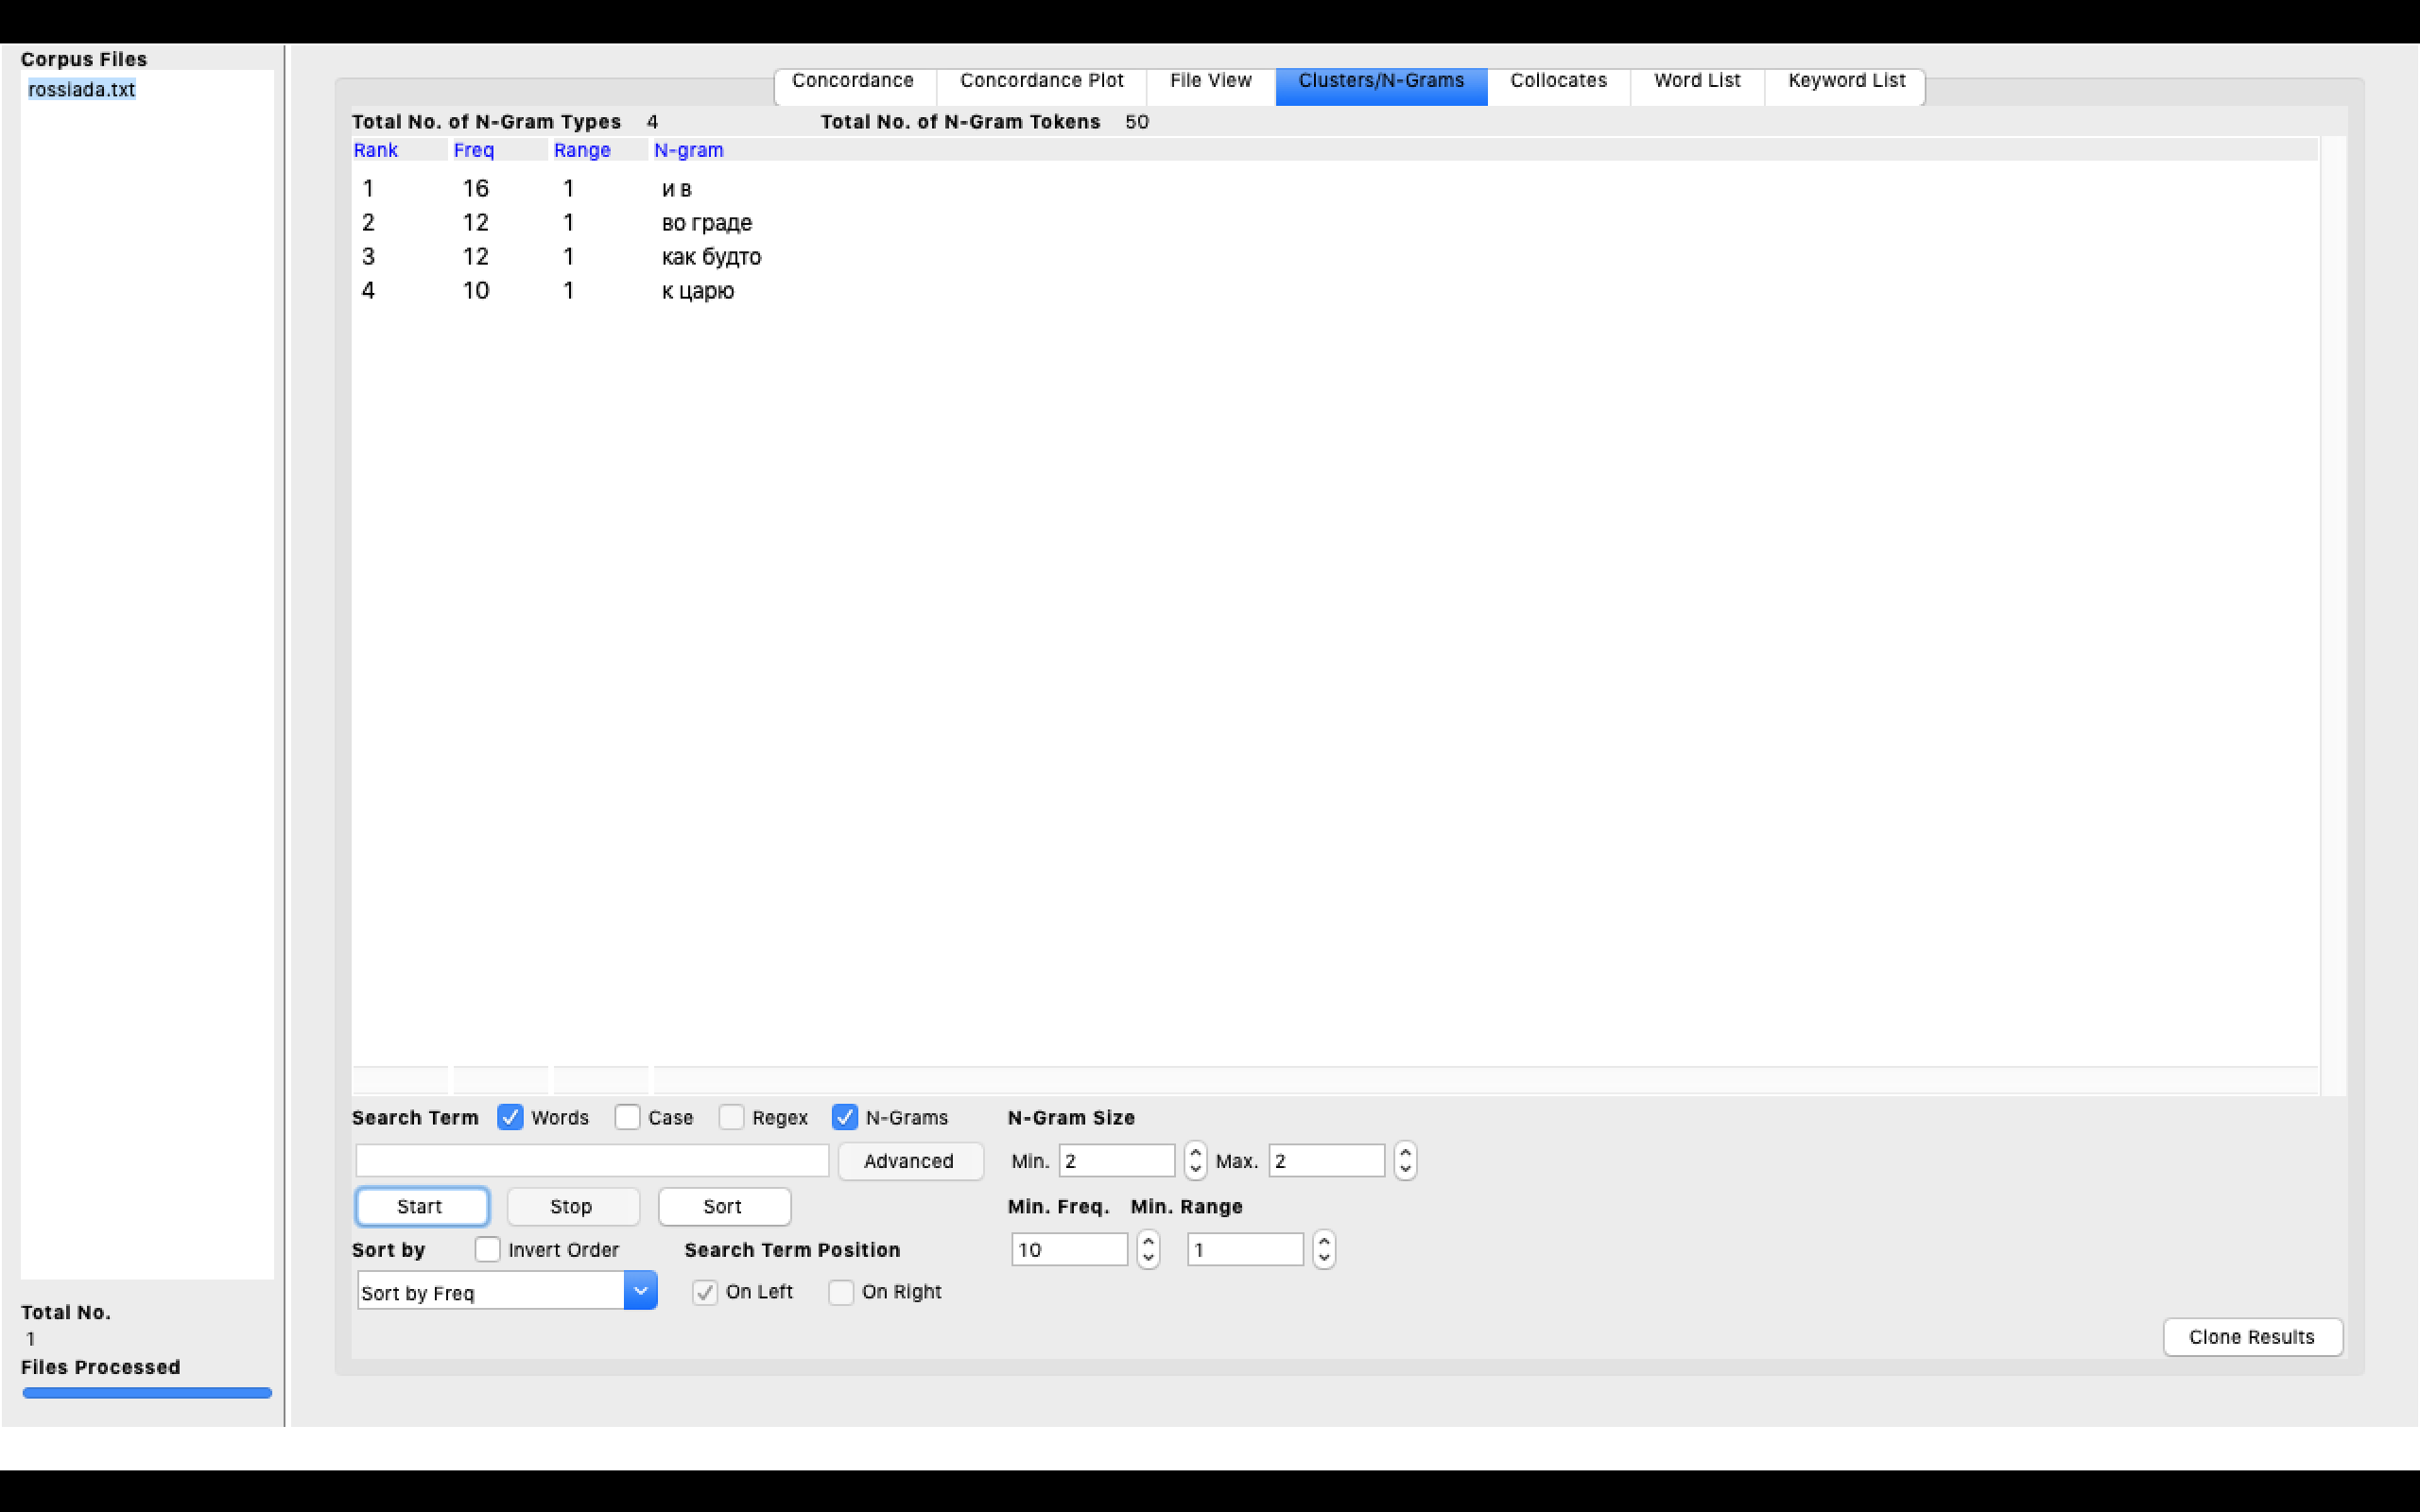 Corpus Files
rossiada.txt
Total No.
1
Files Processed
Concordance Concordance Plot File View Clusters/N-Grams Collocates Word List Keyword List
Total No. of N-Gram Types 4 Total No. of N-Gram Tokens 50
Rank Freq Range N-gram
1 16 1 и в
2 12 1 во граде
3 12 1 как будто
4 10 1 к царю
Search Term Words Case Regex N-Grams N-Gram Size
Advanced Min. 2 Max. 2
Start Stop Sort Min. Freq. Min. Range
Sort by Invert Order Search Term Position 10 1
Sort by Freq On Left On Right
Clone Results